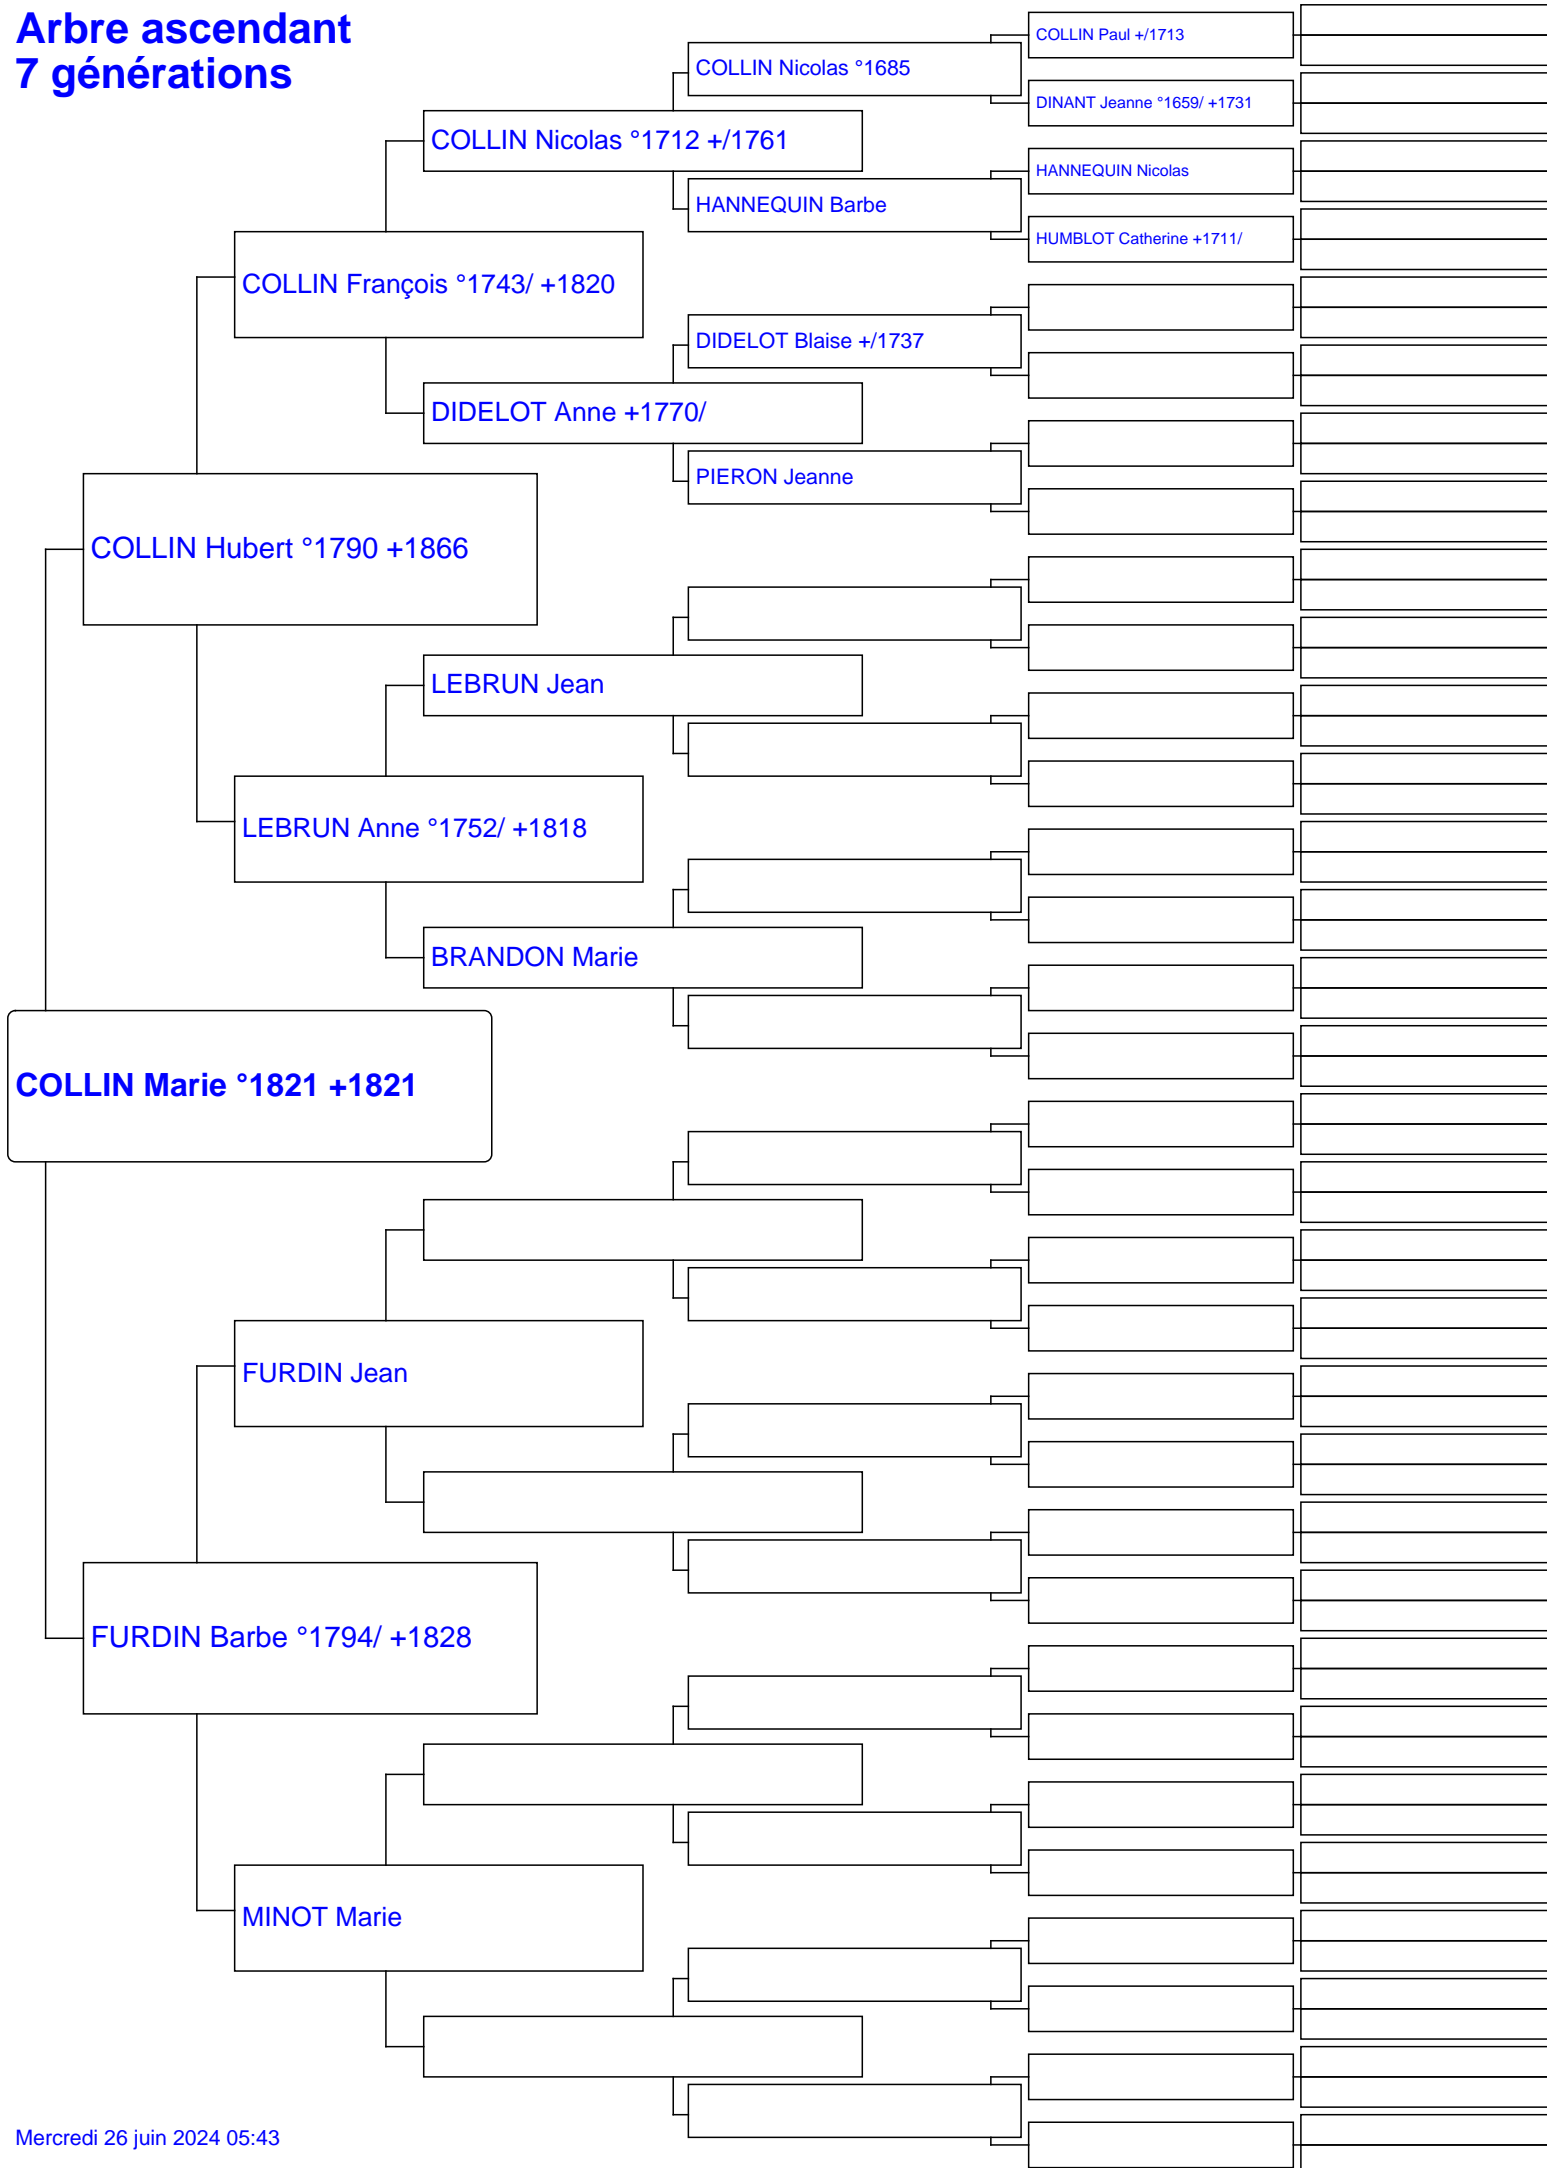 Arbre ascendant
7 générations
COLLIN Paul +/1713
COLLIN Nicolas °1685
DINANT Jeanne °1659/ +1731
COLLIN Nicolas °1712 +/1761
HANNEQUIN Nicolas
HANNEQUIN Barbe
HUMBLOT Catherine +1711/
COLLIN François °1743/ +1820
DIDELOT Blaise +/1737
DIDELOT Anne +1770/
PIERON Jeanne
COLLIN Hubert °1790 +1866
LEBRUN Jean
LEBRUN Anne °1752/ +1818
BRANDON Marie
COLLIN Marie °1821 +1821
FURDIN Jean
FURDIN Barbe °1794/ +1828
MINOT Marie
Mercredi 26 juin 2024 05:43